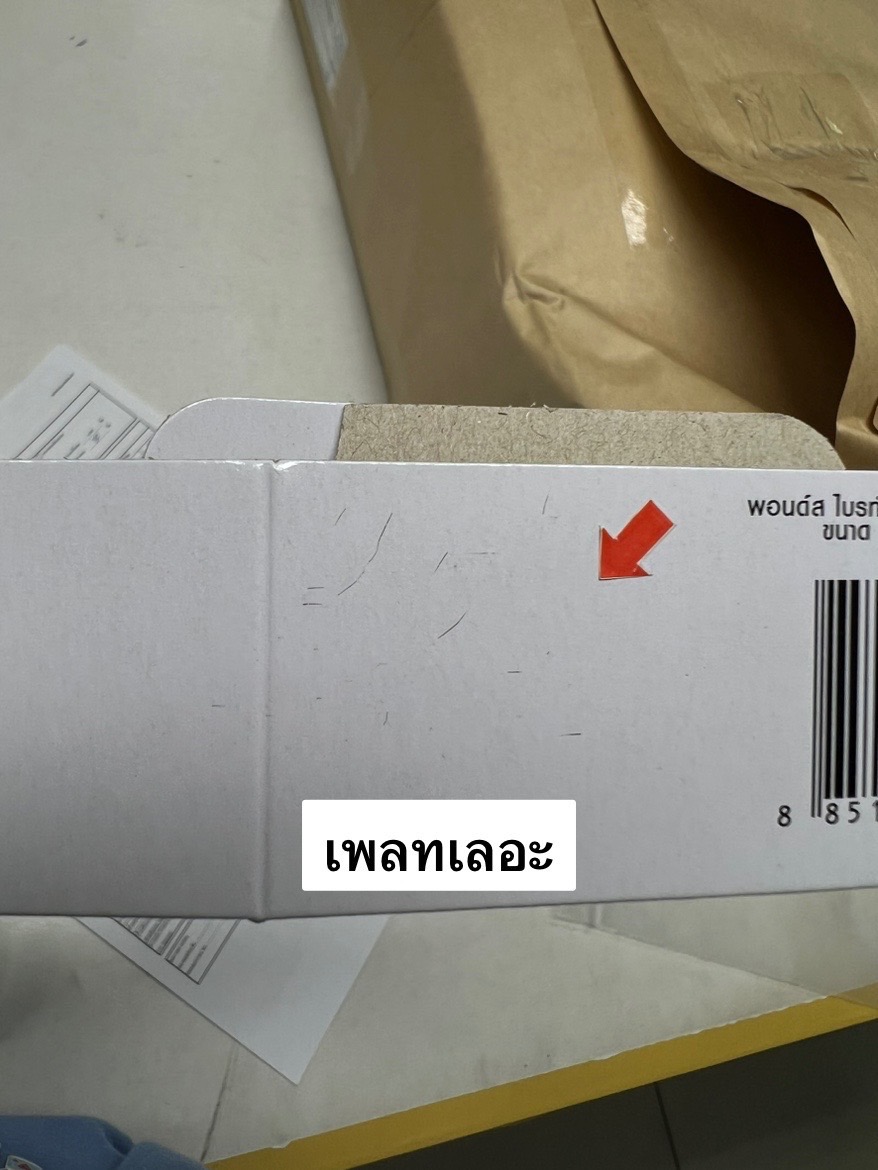 พอนด์ส ไบรท์
ขนาด
8 851
เพลทเลอะ